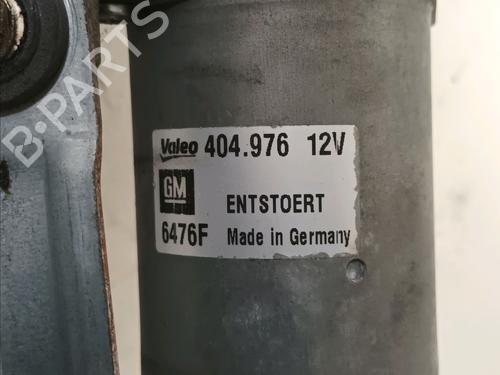 Valeo 404.976 12V
GM ENTSTOERT
6476F Made in Germany
B-PARTS